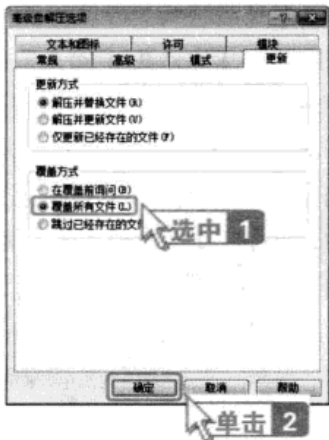 高级自解压选项
文本和图标 许可 模块
常规 高级 模式 更新
更新方式
解压并替换文件(R)
解压并更新文件(U)
仅更新已经存在的文件(F)
覆盖方式
在覆盖前询问(B)
覆盖所有文件(L)
跳过已经存在的文
选中 1
确定 取消 帮助
单击 2